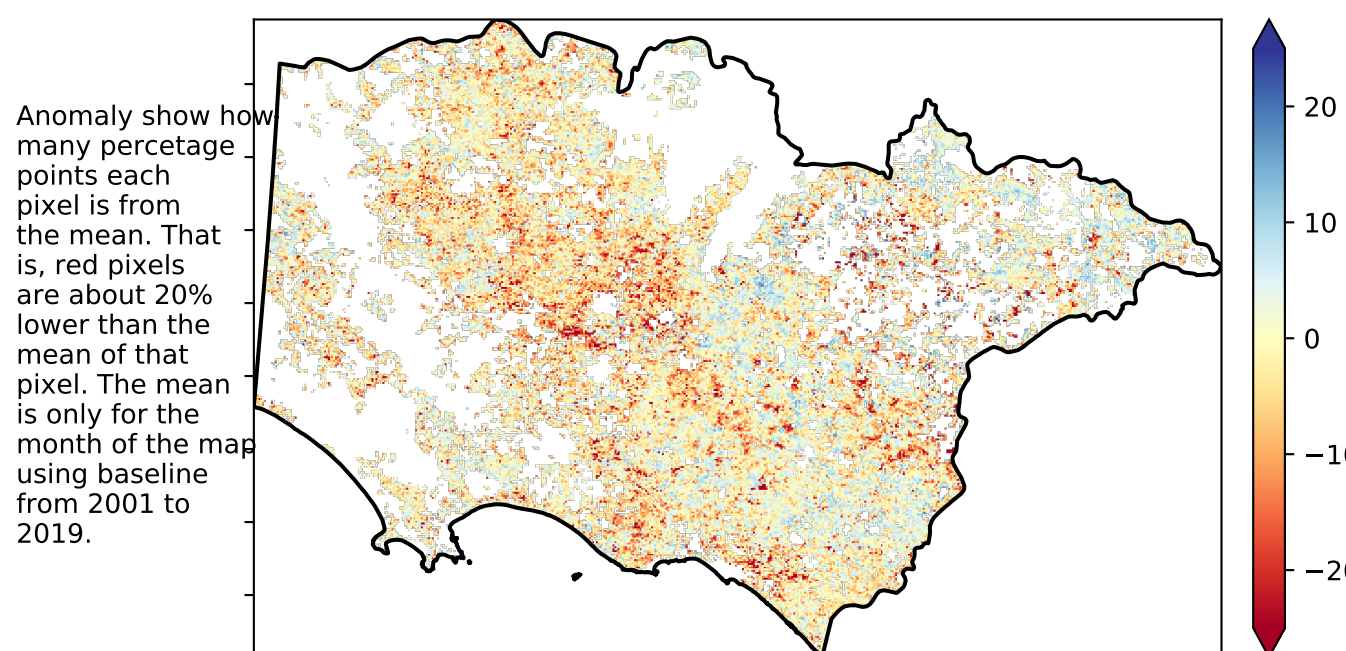 Anomaly show how
many percetage
points each
pixel is from
the mean. That
is, red pixels
are about 20%
lower than the
mean of that
pixel. The mean
is only for the
month of the map
using baseline
from 2001 to
2019.
20
10
0
−10
−20